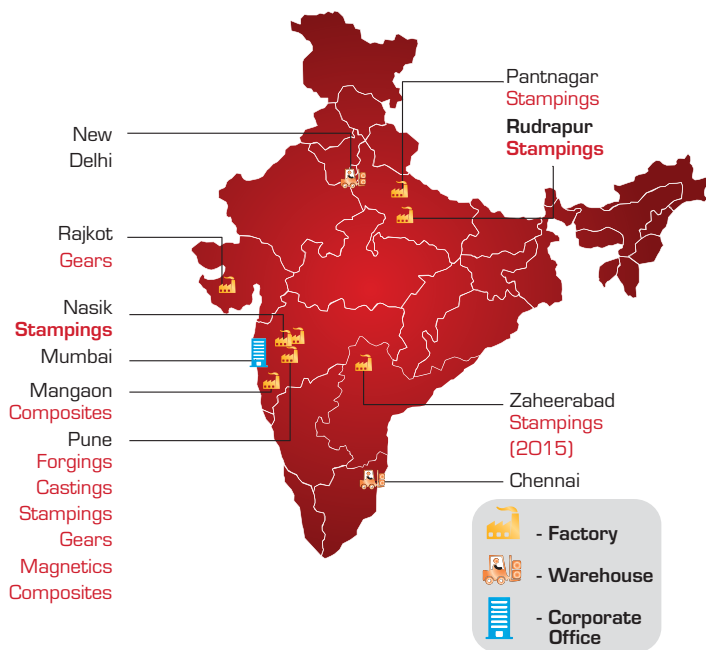 New
Delhi
Rajkot
Gears
Nasik
Stampings
Mumbai
Mangaon
Composites
Pune
Forgings
Castings
Stampings
Gears
Magnetics
Composites
Pantnagar
Stampings
Rudrapur
Stampings
Zaheerabad
Stampings
(2015)
Chennai
- Factory
- Warehouse
- Corporate
Office